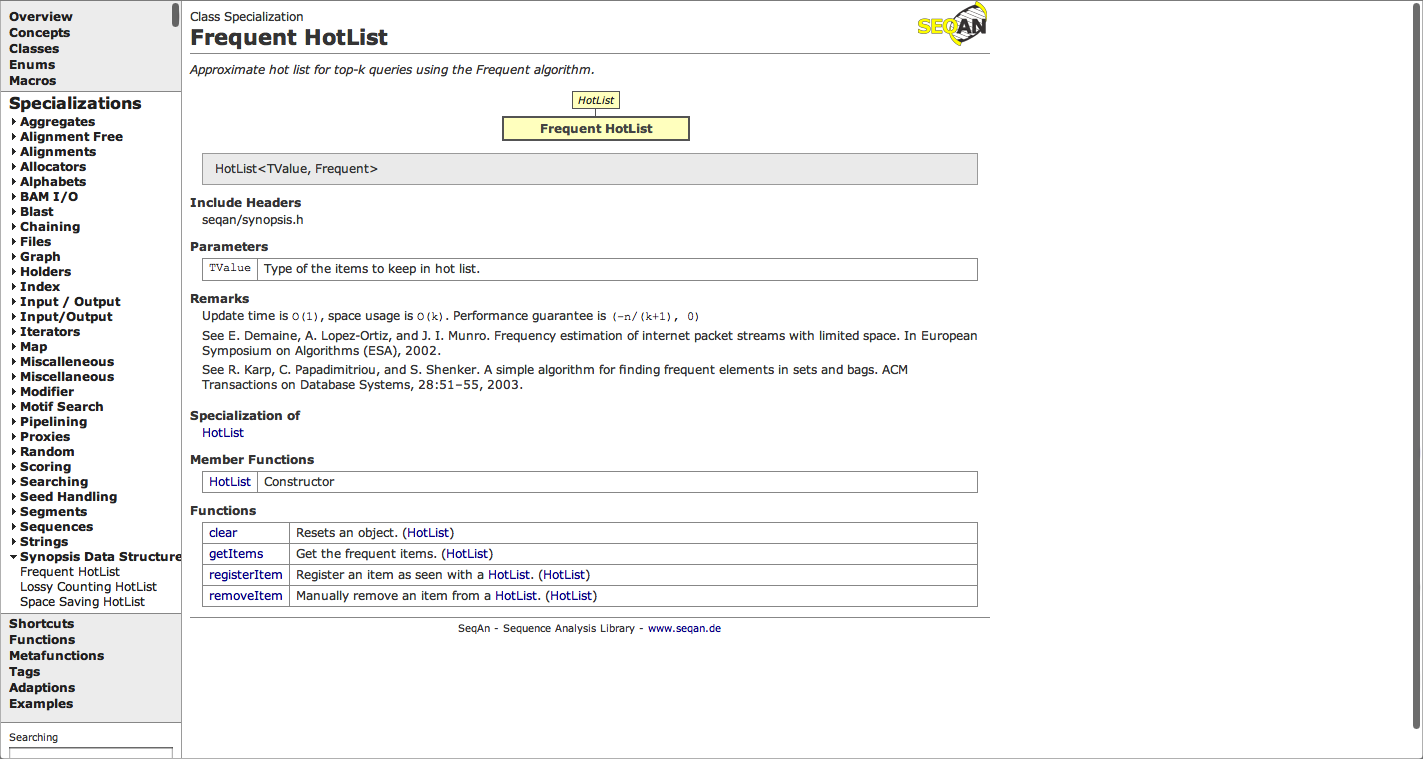 Overview
Concepts
Classes
Enums
Macros
Specializations
Aggregates
Alignment Free
Alignments
Allocators
Alphabets
BAM I/O
Blast
Chaining
Files
Graph
Holders
Index
Input / Output
Input/Output
Iterators
Map
Miscalleneous
Miscellaneous
Modifier
Motif Search
Pipelining
Proxies
Random
Scoring
Searching
Seed Handling
Segments
Sequences
Strings
Synopsis Data Structure
Frequent HotList
Lossy Counting HotList
Space Saving HotList
Shortcuts
Functions
Metafunctions
Tags
Adaptions
Examples
Searching
Class Specialization
Frequent HotList
SEQAN
Approximate hot list for top-k queries using the Frequent algorithm.
HotList
Frequent HotList
HotList<TValue, Frequent>
Include Headers
seqan/synopsis.h
Parameters
TValue Type of the items to keep in hot list.
Remarks
Update time is O(1), space usage is O(k). Performance guarantee is (-n/(k+1), 0)
See E. Demaine, A. Lopez-Ortiz, and J. I. Munro. Frequency estimation of internet packet streams with limited space. In European
Symposium on Algorithms (ESA), 2002.
See R. Karp, C. Papadimitriou, and S. Shenker. A simple algorithm for finding frequent elements in sets and bags. ACM
Transactions on Database Systems, 28:51–55, 2003.
Specialization of
HotList
Member Functions
HotList Constructor
Functions
clear Resets an object. (HotList)
getItems Get the frequent items. (HotList)
registerItem Register an item as seen with a HotList. (HotList)
removeItem Manually remove an item from a HotList. (HotList)
SeqAn - Sequence Analysis Library - www.seqan.de